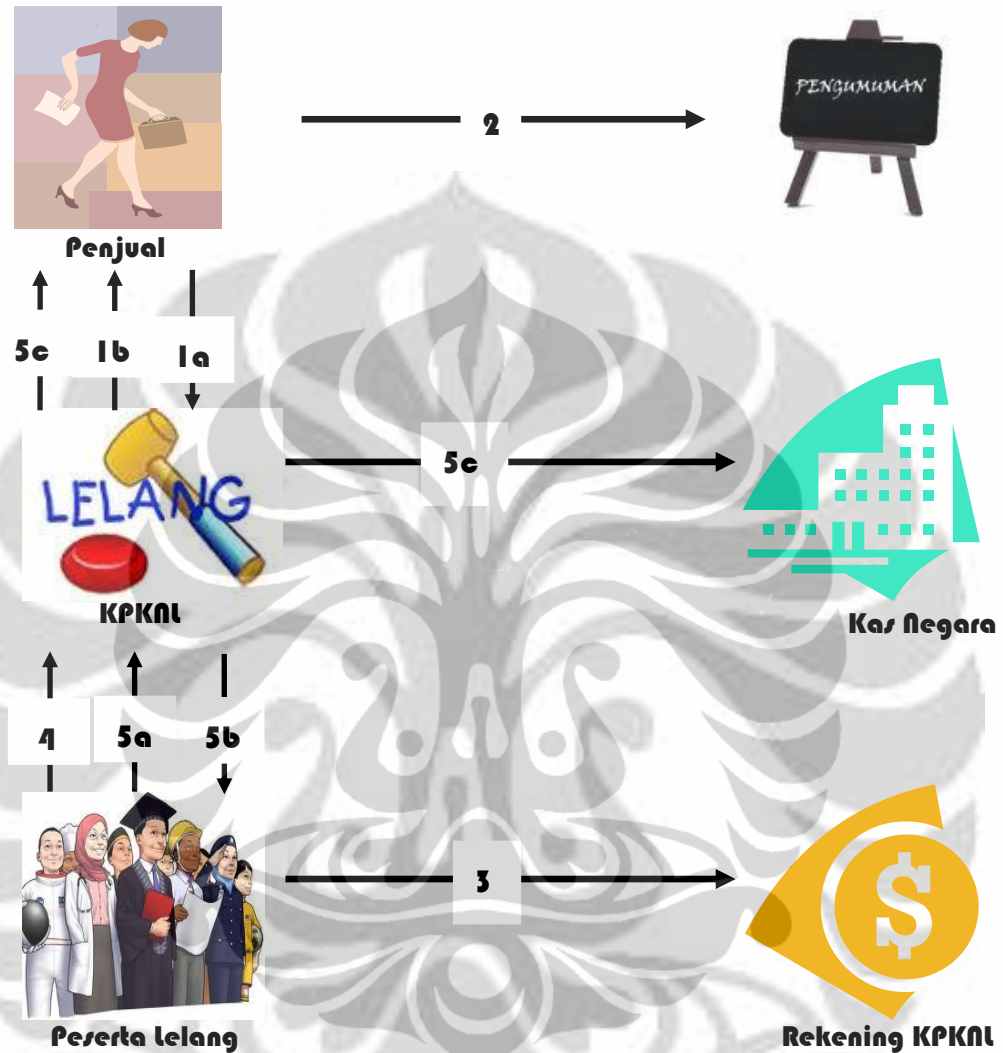 PENGUMUMAN
2
Penjual
5c
1b
1a
LELANG
5c
KPKNL
Kas Negara
4
5a
5b
3
$
Peserta Lelang
Rekening KPKNL